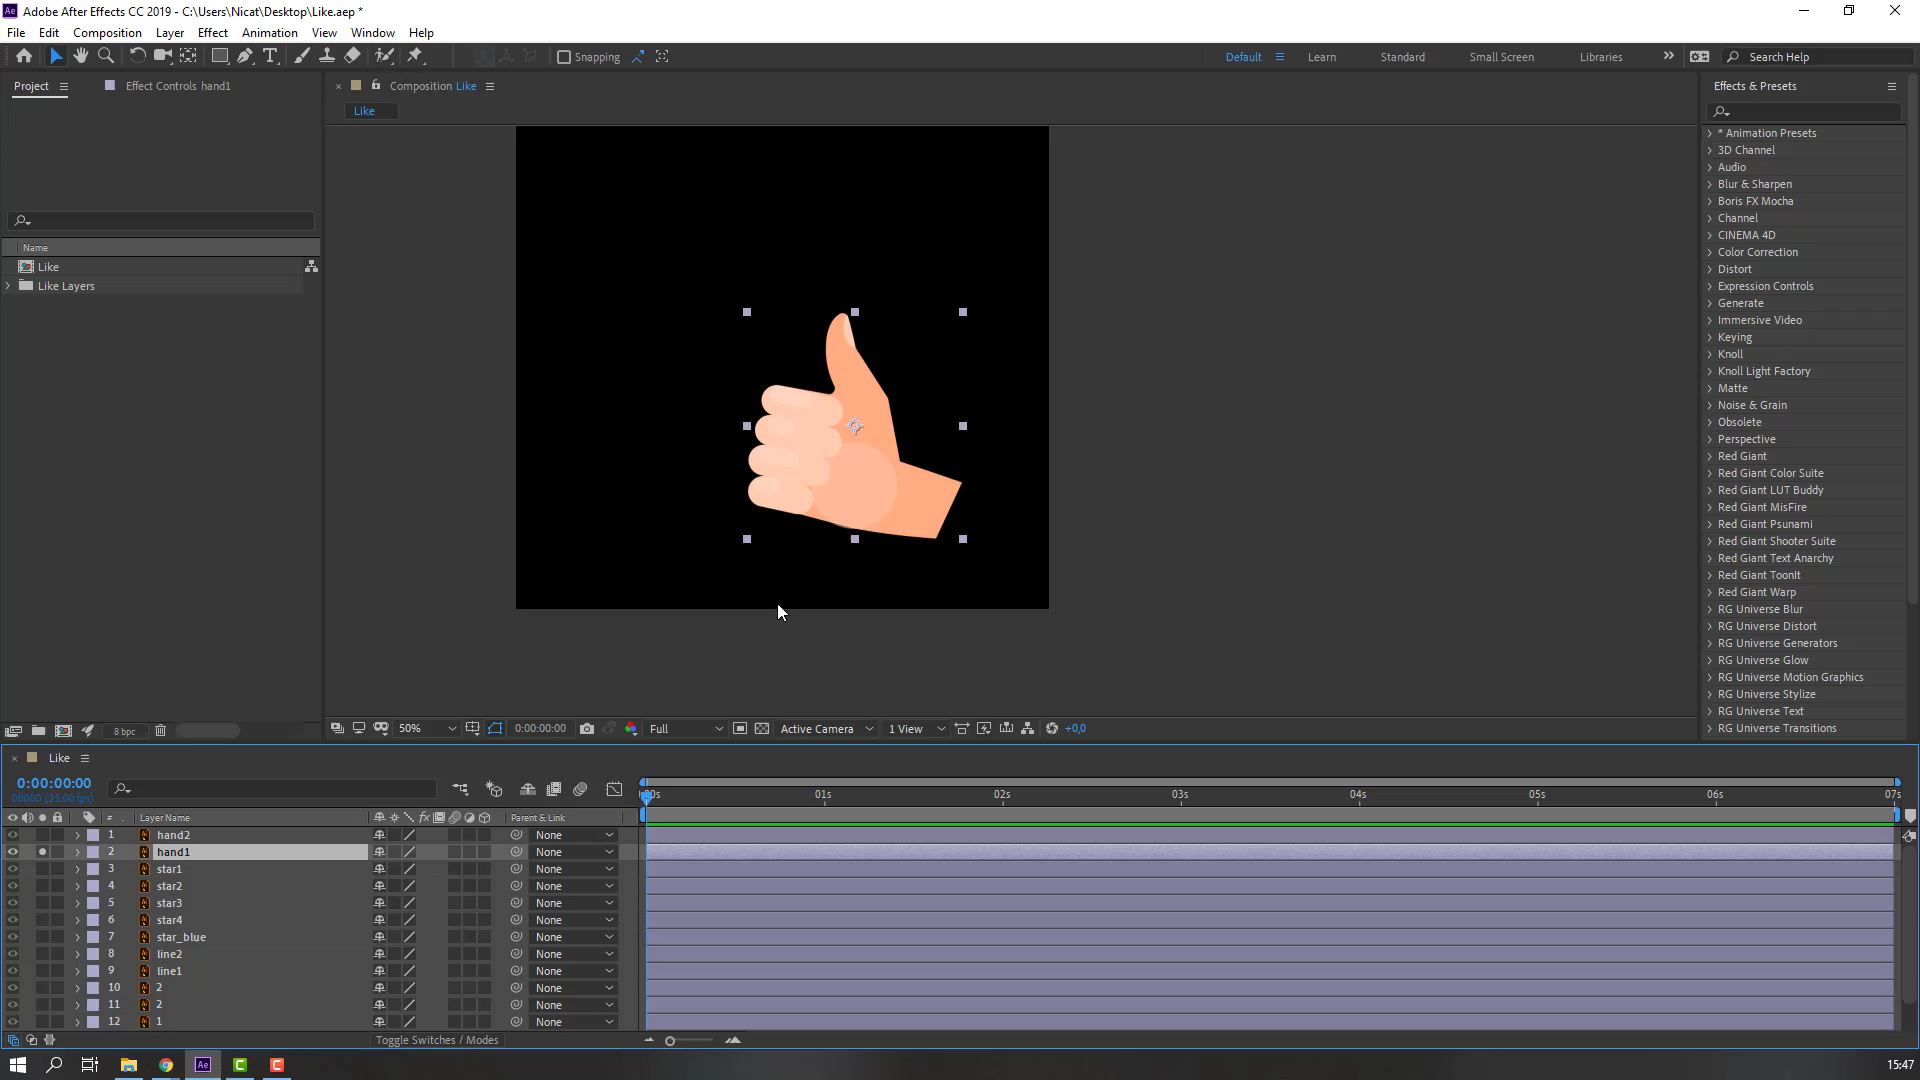 Adobe After Effects CC 2019 - C:\Users\Nicat\Desktop\Like.aep *
File Edit Composition Layer Effect Animation View Window Help
Snapping Default Learn Standard Small Screen Libraries Search Help
Project Effect Controls hand1
Composition Like
Like
Name
Like
Like Layers
Effects & Presets
* Animation Presets
3D Channel
Audio
Blur & Sharpen
Boris FX Mocha
Channel
CINEMA 4D
Color Correction
Distort
Expression Controls
Generate
Immersive Video
Keying
Knoll
Knoll Light Factory
Matte
Noise & Grain
Obsolete
Perspective
Red Giant
Red Giant Color Suite
Red Giant LUT Buddy
Red Giant MisFire
Red Giant Psunami
Red Giant Shooter Suite
Red Giant Text Anarchy
Red Giant ToonIt
Red Giant Warp
RG Universe Blur
RG Universe Distort
RG Universe Generators
RG Universe Glow
RG Universe Motion Graphics
RG Universe Stylize
RG Universe Text
RG Universe Transitions
8 bpc 50% 0:00:00:00 Full Active Camera 1 View +0,0
Like
0:00:00:00
00000 (25.00 fps)
01s 02s 03s 04s 05s 06s 07s
# Layer Name fx Parent & Link
1 hand2 None
2 hand1 None
3 star1 None
4 star2 None
5 star3 None
6 star4 None
7 star_blue None
8 line2 None
9 line1 None
10 2 None
11 2 None
12 1 None
Toggle Switches / Modes
Ae 15:47